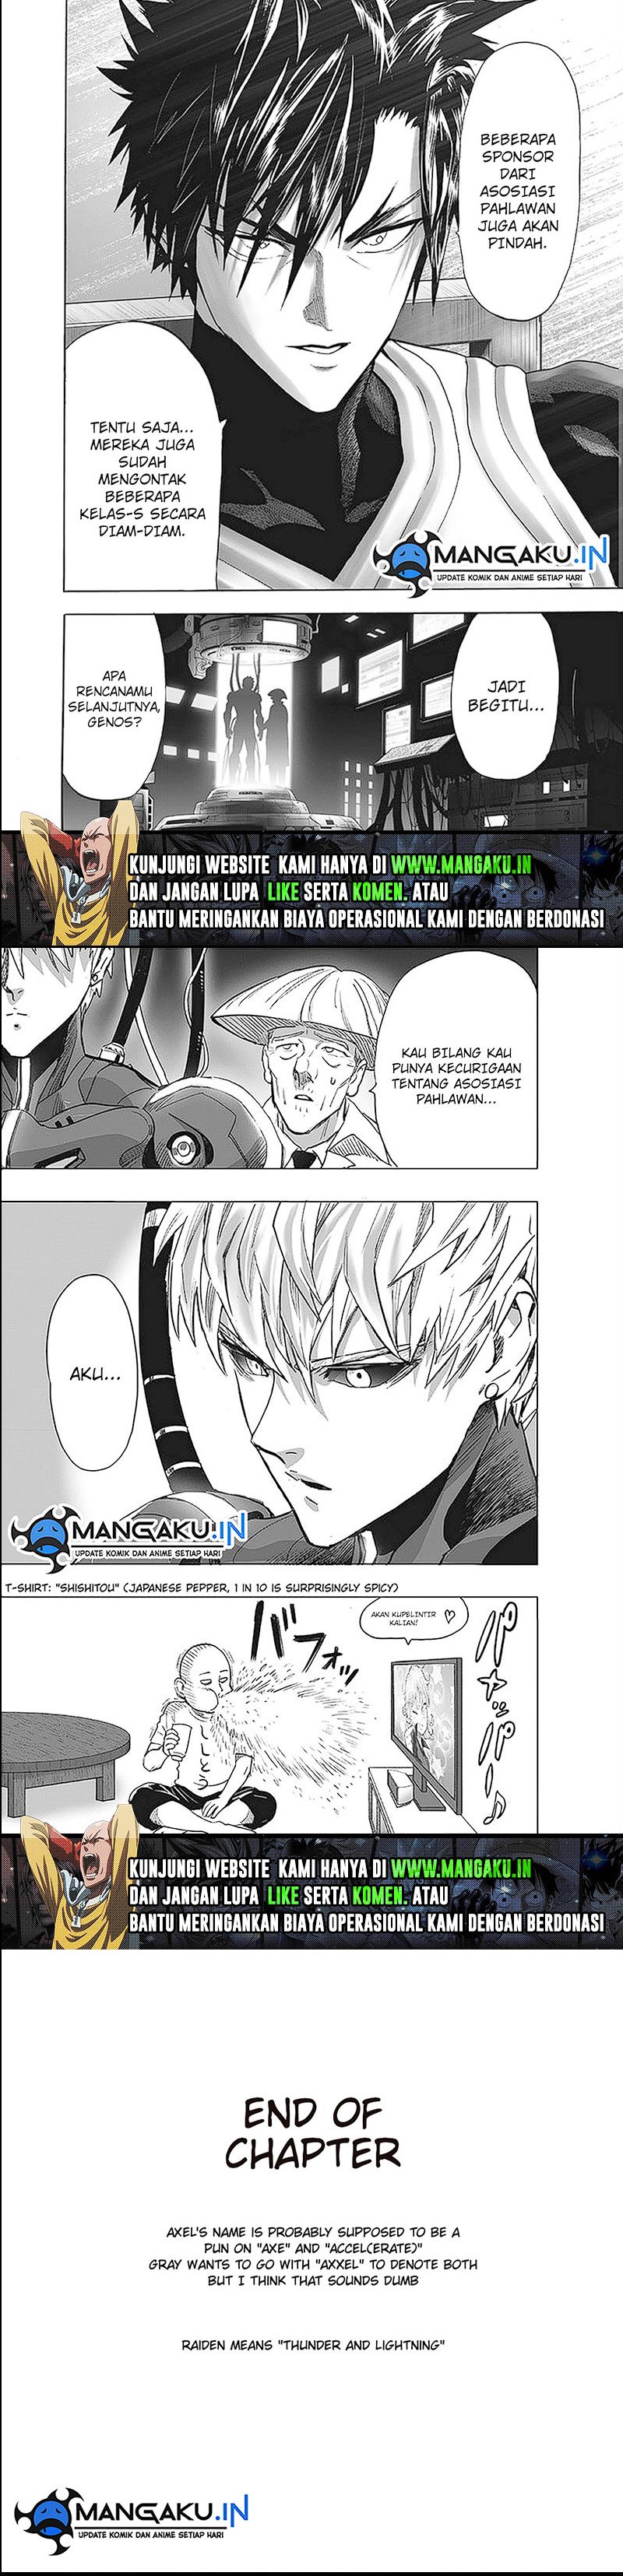 BEBERAPA
SPONSOR
DARI
ASOSIASI
PAHLAWAN
JUGA AKAN
PINDAH.
TENTU SAJA...
MEREKA JUGA
SUDAH
MENGONTAK
BEBERAPA
KELAS-S SECARA
DIAM-DIAM.
MANGAKU.IN
UPDATE KOMIK DAN ANIME SETIAP HARI
JADI
BEGITU...
APA
RENCANAMU
SELANJUTNYA,
GENOS?
KUNJUNGI WEBSITE KAMI HANYA DI WWW.MANGAKU.IN
DAN JANGAN LUPA LIKE SERTA KOMEN. ATAU
BANTU MERINGANKAN BIAYA OPERASIONAL KAMI DENGAN BERDONASI
KAU BILANG KAU
PUNYA KECURIGAAN
TENTANG ASOSIASI
PAHLAWAN...
AKU...
MANGAKU.IN
UPDATE KOMIK DAN ANIME SETIAP HARI
T-SHIRT: "SHISHITOU" (JAPANESE PEPPER, 1 IN 10 IS SURPRISINGLY SPICY)
AKAN KUPELINTIR
KALIAN! ♡
パヤッパー♪
バフォッ
KUNJUNGI WEBSITE KAMI HANYA DI WWW.MANGAKU.IN
DAN JANGAN LUPA LIKE SERTA KOMEN. ATAU
BANTU MERINGANKAN BIAYA OPERASIONAL KAMI DENGAN BERDONASI
END OF
CHAPTER
AXEL'S NAME IS PROBABLY SUPPOSED TO BE A
PUN ON "AXE" AND "ACCEL(ERATE)"
GRAY WANTS TO GO WITH "AXXEL" TO DENOTE BOTH
BUT I THINK THAT SOUNDS DUMB
RAIDEN MEANS "THUNDER AND LIGHTNING"
MANGAKU.IN
UPDATE KOMIK DAN ANIME SETIAP HARI